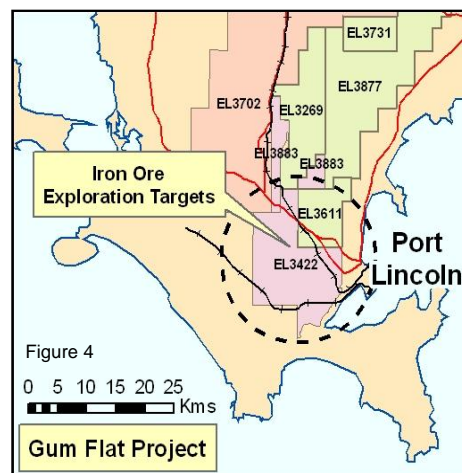 EL3731
EL3877
EL3702
EL3269
EL3883
EL3883
Iron Ore
Exploration Targets
EL3611
Port
Lincoln
EL3422
Figure 4
0 5 10 15 20 25
Kms
Gum Flat Project